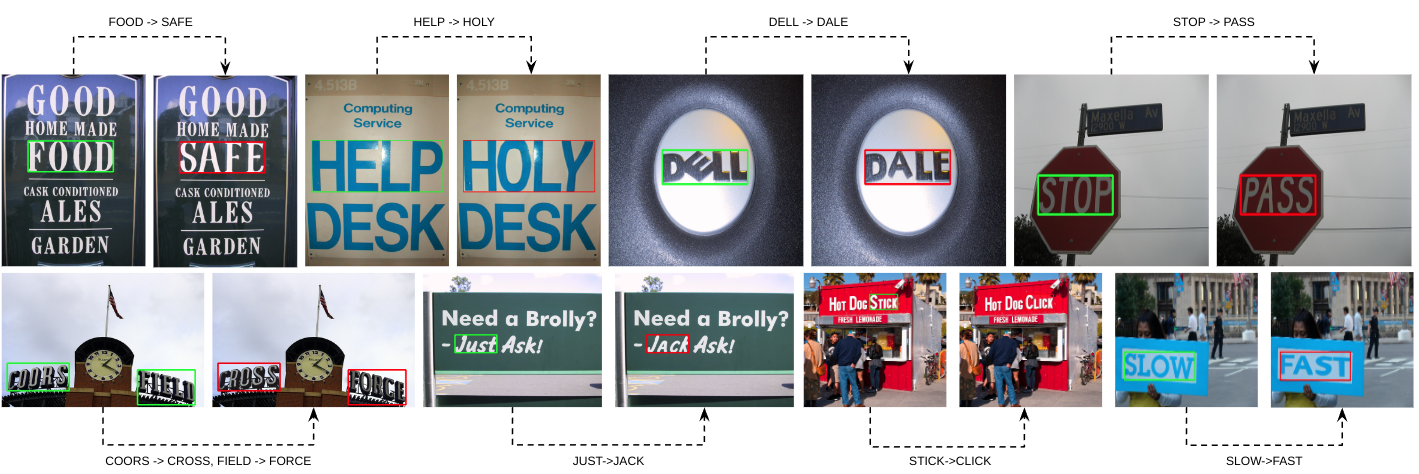 FOOD -> SAFE
HELP -> HOLY
DELL -> DALE
STOP -> PASS
GOOD
HOME MADE
FOOD
CASK CONDITIONED
ALES
GARDEN
GOOD
HOME MADE
SAFE
CASK CONDITIONED
ALES
GARDEN
4.513B
Computing
Service
HELP
DESK
4.513B
Computing
Service
HOLY
DESK
DELL
DALE
Maxella Av
12900 W
STOP
Maxella Av
12900 W
PASS
COORS FIELD
CROSS FORCE
Need a Brolly?
- Just Ask!
Need a Brolly?
- Jack Ask!
HOT DOG STICK
FRESH LEMONADE
HOT DOG CLICK
FRESH LEMONADE
SLOW
FAST
COORS -> CROSS, FIELD -> FORCE
JUST->JACK
STICK->CLICK
SLOW->FAST